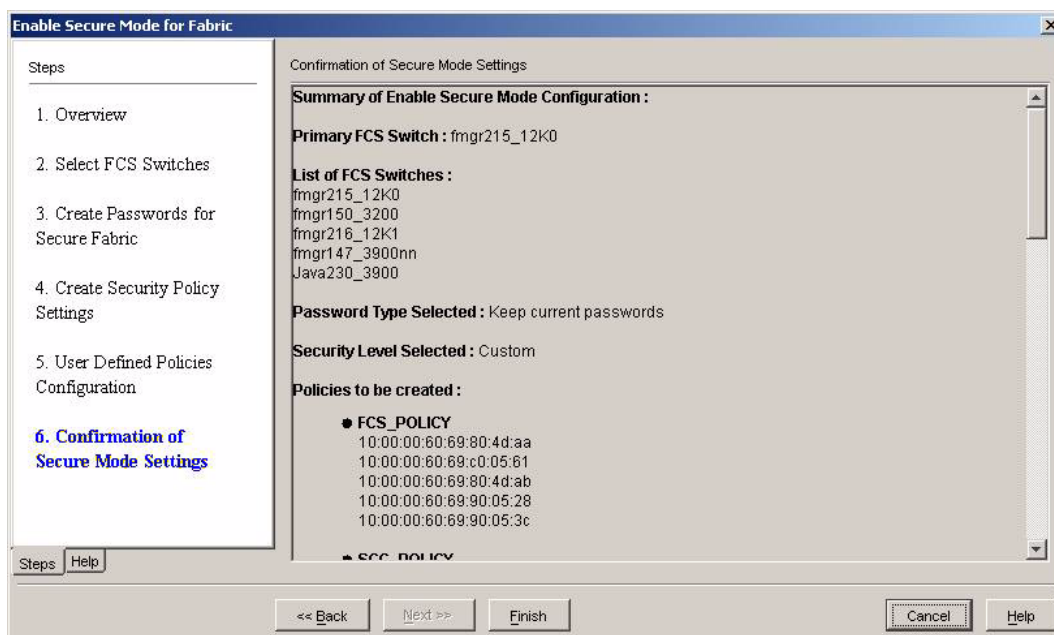 Enable Secure Mode for Fabric
Steps
1. Overview
2. Select FCS Switches
3. Create Passwords for
Secure Fabric
4. Create Security Policy
Settings
5. User Defined Policies
Configuration
6. Confirmation of
Secure Mode Settings
Steps
Help
Confirmation of Secure Mode Settings
Summary of Enable Secure Mode Configuration :
Primary FCS Switch : fmgr215_12K0
List of FCS Switches :
fmgr215_12K0
fmgr150_3200
fmgr216_12K1
fmgr147_3900nn
Java230_3900
Password Type Selected : Keep current passwords
Security Level Selected : Custom
Policies to be created :
● FCS_POLICY
10:00:00:60:69:80:4d:aa
10:00:00:60:69:c0:05:61
10:00:00:60:69:80:4d:ab
10:00:00:60:69:90:05:28
10:00:00:60:69:90:05:3c
● SCC_POLICY
<< Back
Next >>
Finish
Cancel
Help